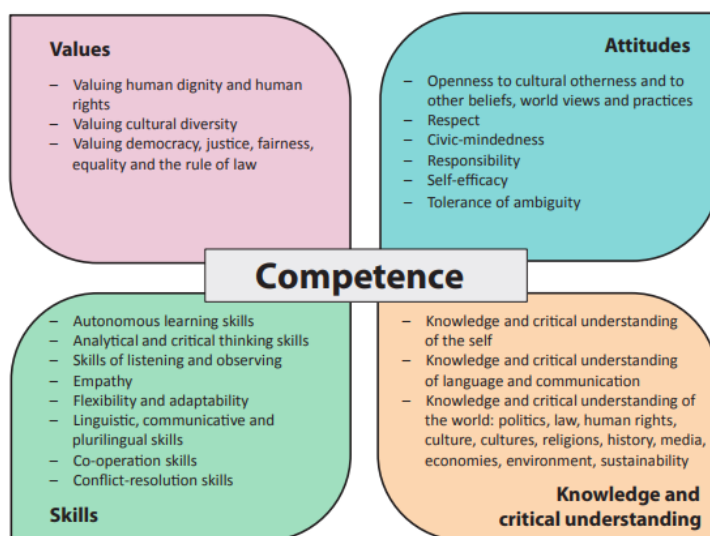 Values
– Valuing human dignity and human
rights
– Valuing cultural diversity
– Valuing democracy, justice, fairness,
equality and the rule of law
Attitudes
– Openness to cultural otherness and to
other beliefs, world views and practices
– Respect
– Civic-mindedness
– Responsibility
– Self-efficacy
– Tolerance of ambiguity
Competence
– Autonomous learning skills
– Analytical and critical thinking skills
– Skills of listening and observing
– Empathy
– Flexibility and adaptability
– Linguistic, communicative and
plurilingual skills
– Co-operation skills
– Conflict-resolution skills
Skills
– Knowledge and critical understanding
of the self
– Knowledge and critical understanding
of language and communication
– Knowledge and critical understanding of
the world: politics, law, human rights,
culture, cultures, religions, history, media,
economies, environment, sustainability
Knowledge and
critical understanding